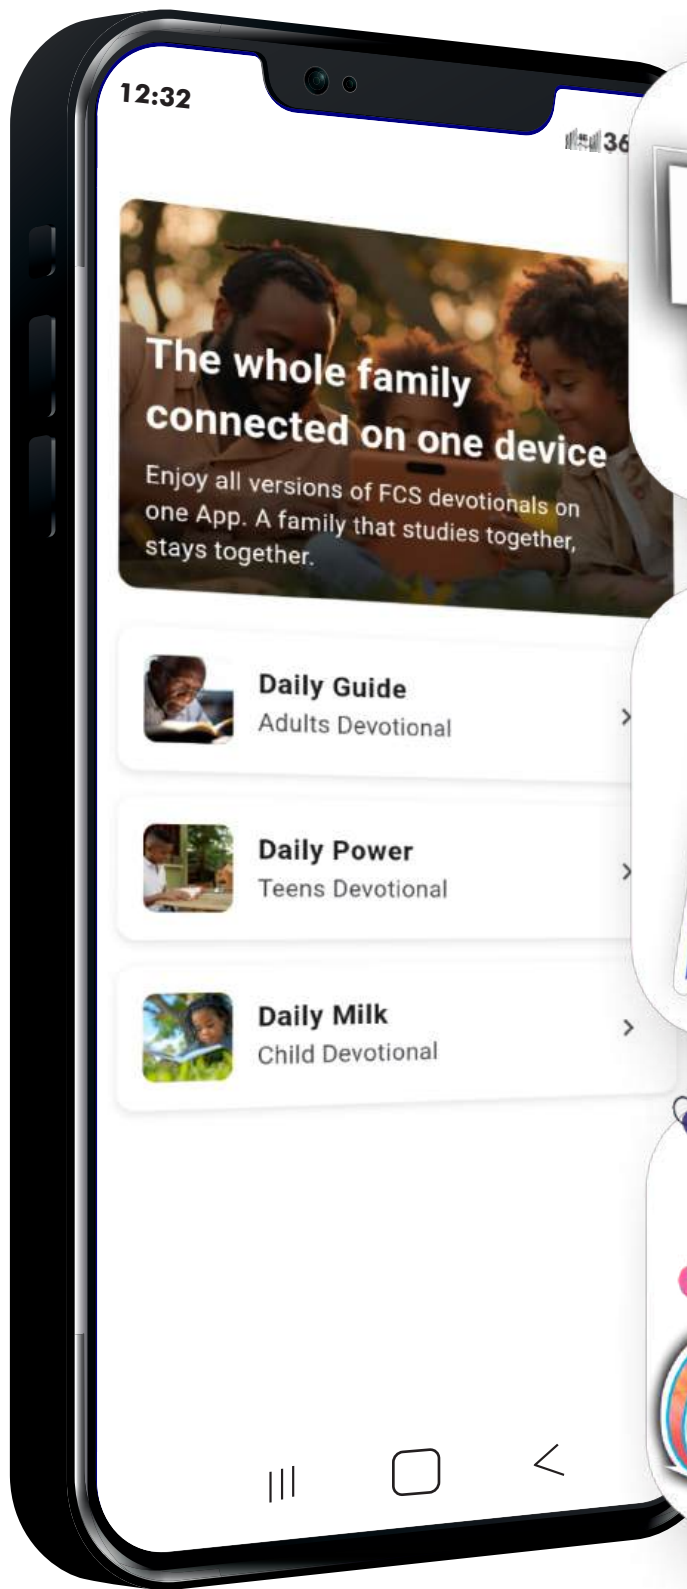 12:32
36
The whole family
connected on one device
Enjoy all versions of FCS devotionals on
one App. A family that studies together,
stays together.
Daily Guide
Adults Devotional
Daily Power
Teens Devotional
Daily Milk
Child Devotional